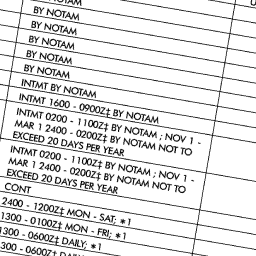 BY NOTAM
BY NOTAM
BY NOTAM
BY NOTAM
BY NOTAM
INTMT BY NOTAM
INTMT 1600 - 0900Z‡ BY NOTAM
INTMT 0200 - 1100Z‡ BY NOTAM ; NOV 1 -
MAR 1 2400 - 0200Z‡ BY NOTAM NOT TO
EXCEED 20 DAYS PER YEAR
INTMT 0200 - 1100Z‡ BY NOTAM ; NOV 1 -
MAR 1 2400 - 0200Z‡ BY NOTAM NOT TO
EXCEED 20 DAYS PER YEAR
CONT
2400 - 1200Z‡ MON - SAT; *1
1300 - 0100Z‡ MON - FRI; *1
1300 - 0600Z‡ DAILY; *1